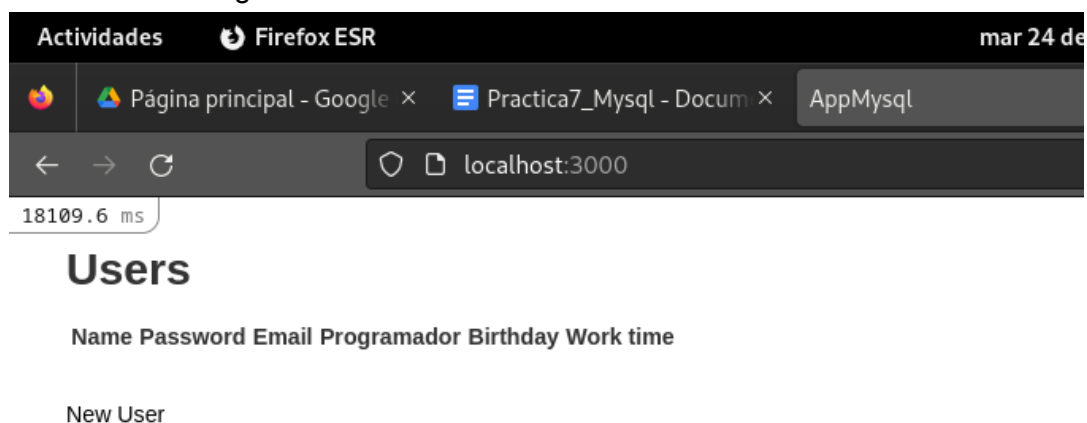 Actividades Firefox ESR mar 24 de
Página principal - Google × Practica7_Mysql - Docum × AppMysql
localhost:3000
18109.6 ms
Users
Name Password Email Programador Birthday Work time
New User